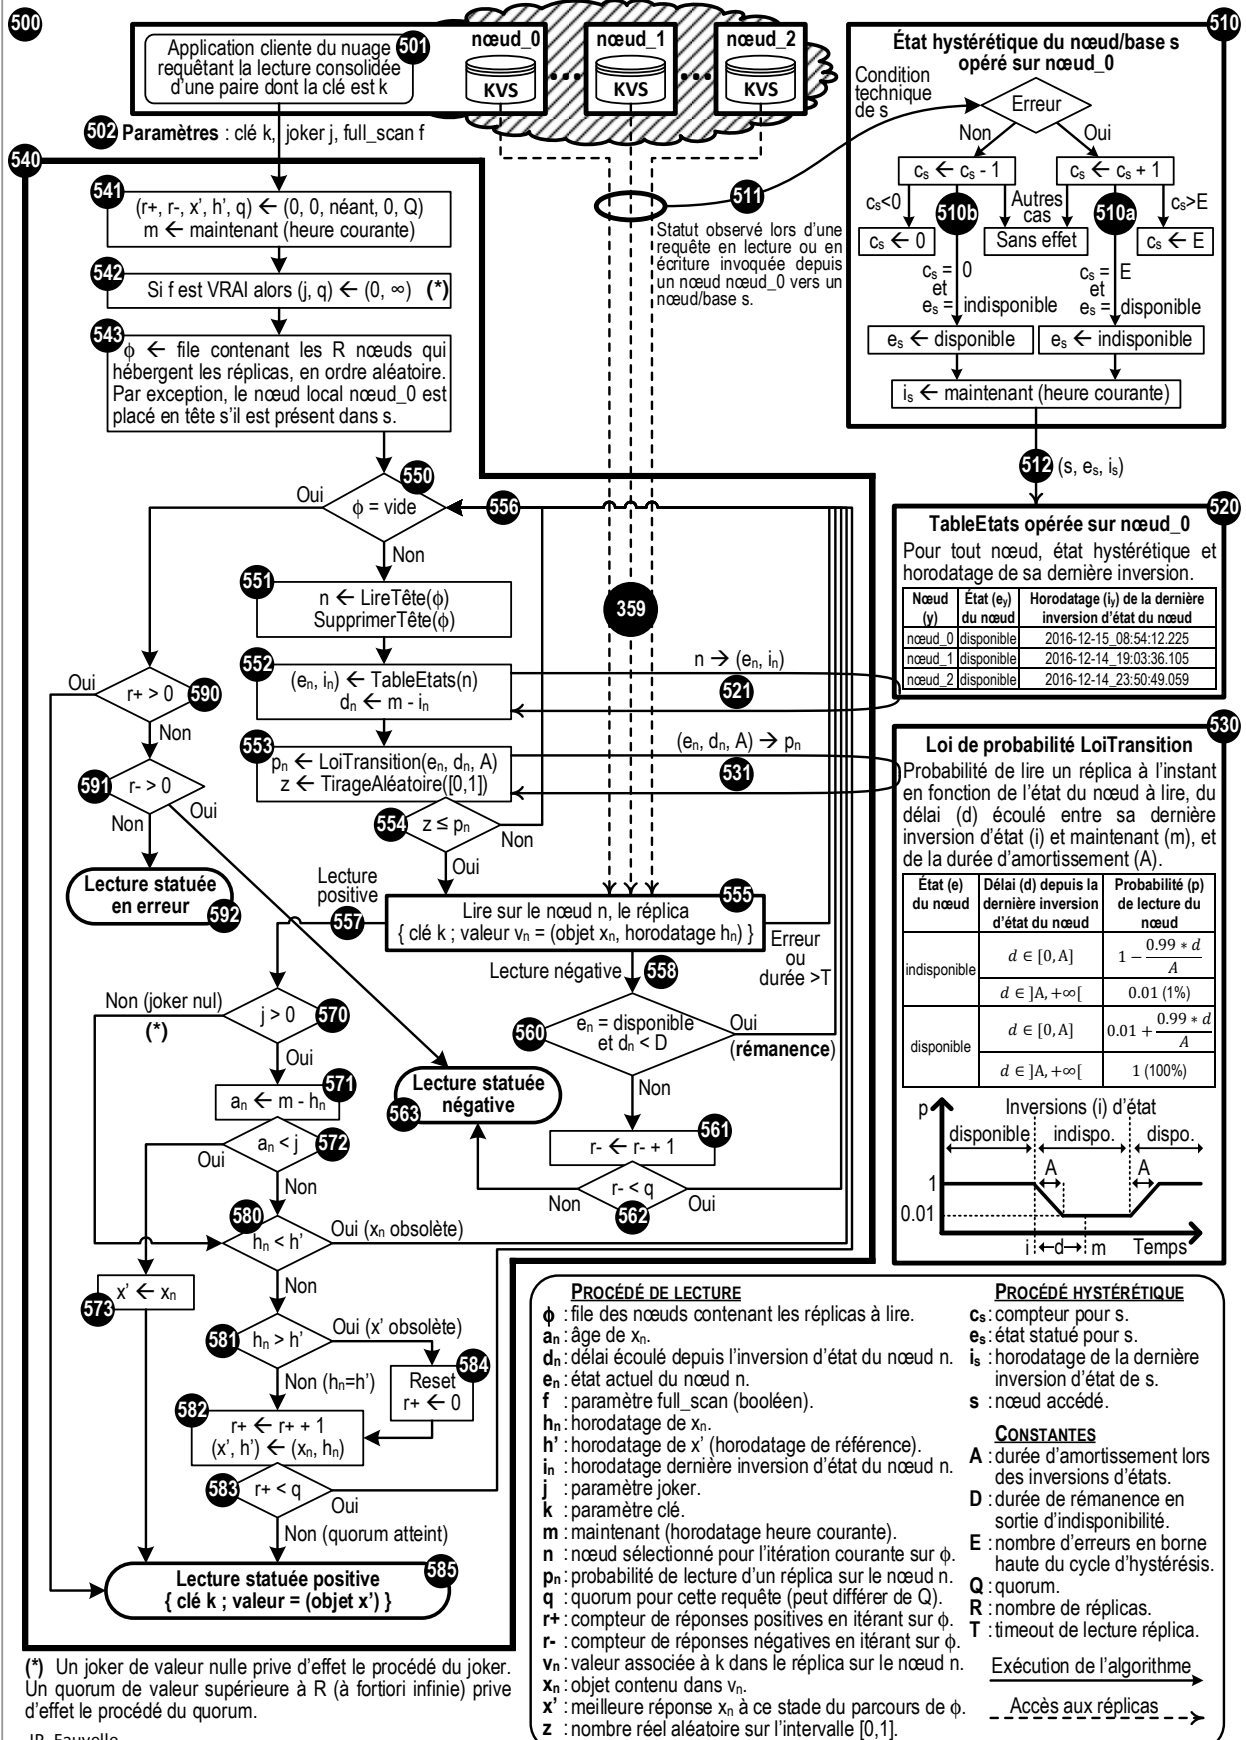 500
Application cliente du nuage
requêtant la lecture consolidée
d'une paire dont la clé est k
501
nœud_0
KVS
nœud_1
KVS
nœud_2
KVS
502 Paramètres : clé k, joker j, full_scan f
510
État hystérétique du nœud/base s
opéré sur nœud_0
Condition
technique
de s
Erreur
Non
Oui
cs ← cs - 1
cs ← cs + 1
cs<0
510b
Autres
cas
510a
cs>E
cs ← 0
Sans effet
cs ← E
cs = 0
et
es = indisponible
cs = E
et
es = disponible
es ← disponible
es ← indisponible
is ← maintenant (heure courante)
511
Statut observé lors d'une
requête en lecture ou en
écriture invoquée depuis
un nœud nœud_0 vers un
nœud/base s.
512 (s, es, is)
520
TableEtats opérée sur nœud_0
Pour tout nœud, état hystérétique et
horodatage de sa dernière inversion.
Nœud (y) | État (ey) du nœud | Horodatage (iy) de la dernière inversion d'état du nœud
nœud_0 | disponible | 2016-12-15_08:54:12.225
nœud_1 | disponible | 2016-12-14_19:03:36.105
nœud_2 | disponible | 2016-12-14_23:50:49.059
530
Loi de probabilité LoiTransition
Probabilité de lire un réplica à l'instant
en fonction de l'état du nœud à lire, du
délai (d) écoulé entre sa dernière
inversion d'état (i) et maintenant (m), et
de la durée d'amortissement (A).
État (e) du nœud | Délai (d) depuis la dernière inversion d'état du nœud | Probabilité (p) de lecture du nœud
indisponible | d ∈ [0, A] | 1 − 0.99 * d / A
d ∈ ]A, +∞[ | 0.01 (1%)
disponible | d ∈ [0, A] | 0.01 + 0.99 * d / A
d ∈ ]A, +∞[ | 1 (100%)
p
Inversions (i) d'état
disponible
indispo.
dispo.
A
A
1
0.01
i
d
m
Temps
540
541
(r+, r-, x', h', q) ← (0, 0, néant, 0, Q)
m ← maintenant (heure courante)
542
Si f est VRAI alors (j, q) ← (0, ∞) (*)
543
ϕ ← file contenant les R nœuds qui
hébergent les réplicas, en ordre aléatoire.
Par exception, le nœud local nœud_0 est
placé en tête s'il est présent dans s.
550
Oui
ϕ = vide
556
Non
551
n ← LireTête(ϕ)
SupprimerTête(ϕ)
359
552
(en, in) ← TableEtats(n)
dn ← m - in
n → (en, in)
521
553
pn ← LoiTransition(en, dn, A)
z ← TirageAléatoire([0,1])
(en, dn, A) → pn
531
554
z ≤ pn
Non
Oui
Oui
r+ > 0
590
Non
591
r- > 0
Oui
Non
Lecture statuée
en erreur
592
Lecture
positive
557
555
Lire sur le nœud n, le réplica
{ clé k ; valeur vn = (objet xn, horodatage hn) }
Erreur
ou
durée >T
Lecture négative
558
560
en = disponible
et dn < D
Oui
(rémanence)
Non
Non (joker nul)
(*)
j > 0
570
Oui
571
an ← m - hn
an < j
572
Oui
Non
Lecture statuée
négative
563
561
r- ← r- + 1
r- < q
562
Non
Oui
580
hn < h'
Oui (xn obsolète)
Non
x' ← xn
573
581
hn > h'
Oui (x' obsolète)
Non (hn=h')
584
Reset
r+ ← 0
582
r+ ← r+ + 1
(x', h') ← (xn, hn)
583
r+ < q
Oui
Non (quorum atteint)
585
Lecture statuée positive
{ clé k ; valeur = (objet x') }
(*) Un joker de valeur nulle prive d'effet le procédé du joker.
Un quorum de valeur supérieure à R (à fortiori infinie) prive
d'effet le procédé du quorum.
JP. Fauvelle
PROCÉDÉ DE LECTURE
ϕ : file des nœuds contenant les réplicas à lire.
an : âge de xn.
dn : délai écoulé depuis l'inversion d'état du nœud n.
en : état actuel du nœud n.
f : paramètre full_scan (booléen).
hn : horodatage de xn.
h' : horodatage de x' (horodatage de référence).
in : horodatage dernière inversion d'état du nœud n.
j : paramètre joker.
k : paramètre clé.
m : maintenant (horodatage heure courante).
n : nœud sélectionné pour l'itération courante sur ϕ.
pn : probabilité de lecture d'un réplica sur le nœud n.
q : quorum pour cette requête (peut différer de Q).
r+ : compteur de réponses positives en itérant sur ϕ.
r- : compteur de réponses négatives en itérant sur ϕ.
vn : valeur associée à k dans le réplica sur le nœud n.
xn : objet contenu dans vn.
x' : meilleure réponse xn à ce stade du parcours de ϕ.
z : nombre réel aléatoire sur l'intervalle [0,1].
PROCÉDÉ HYSTÉRÉTIQUE
cs : compteur pour s.
es : état statué pour s.
is : horodatage de la dernière
inversion d'état de s.
s : nœud accédé.
CONSTANTES
A : durée d'amortissement lors
des inversions d'états.
D : durée de rémanence en
sortie d'indisponibilité.
E : nombre d'erreurs en borne
haute du cycle d'hystérésis.
Q : quorum.
R : nombre de réplicas.
T : timeout de lecture réplica.
Exécution de l'algorithme
Accès aux réplicas